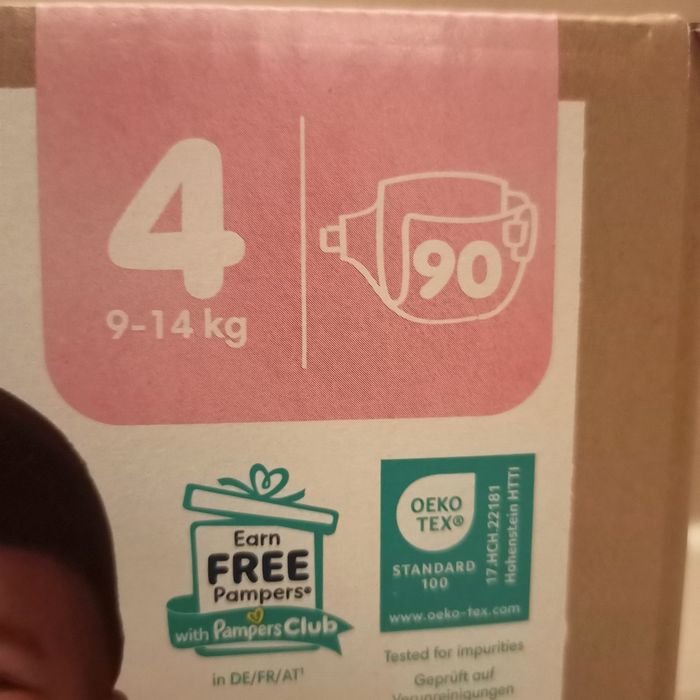 4
9-14 kg
90
Earn
FREE
Pampers®
with Pampers Club
in DE/FR/AT¹
OEKO
TEX®
STANDARD
100
17.HCH.22181
Hohenstein HTTI
www.oeko-tex.com
Tested for impurities
Geprüft auf
Verunreinigungen